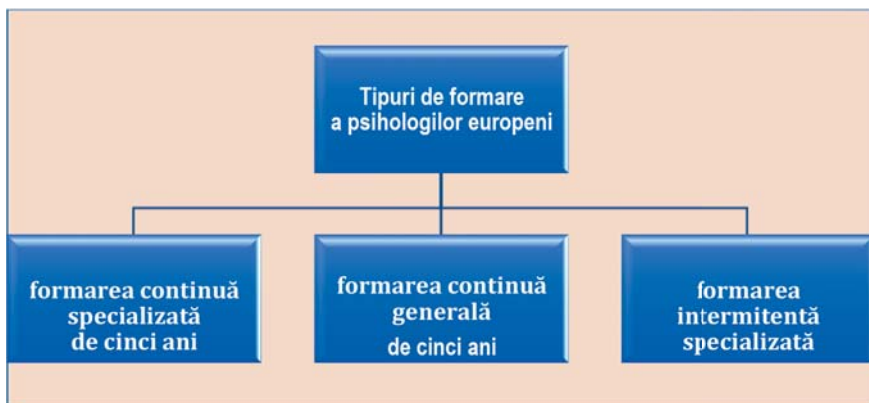 Tipuri de formare
a psihologilor europeni
formarea continuă
specializată
de cinci ani
formarea continuă
generală
de cinci ani
formarea
intermitentă
specializată